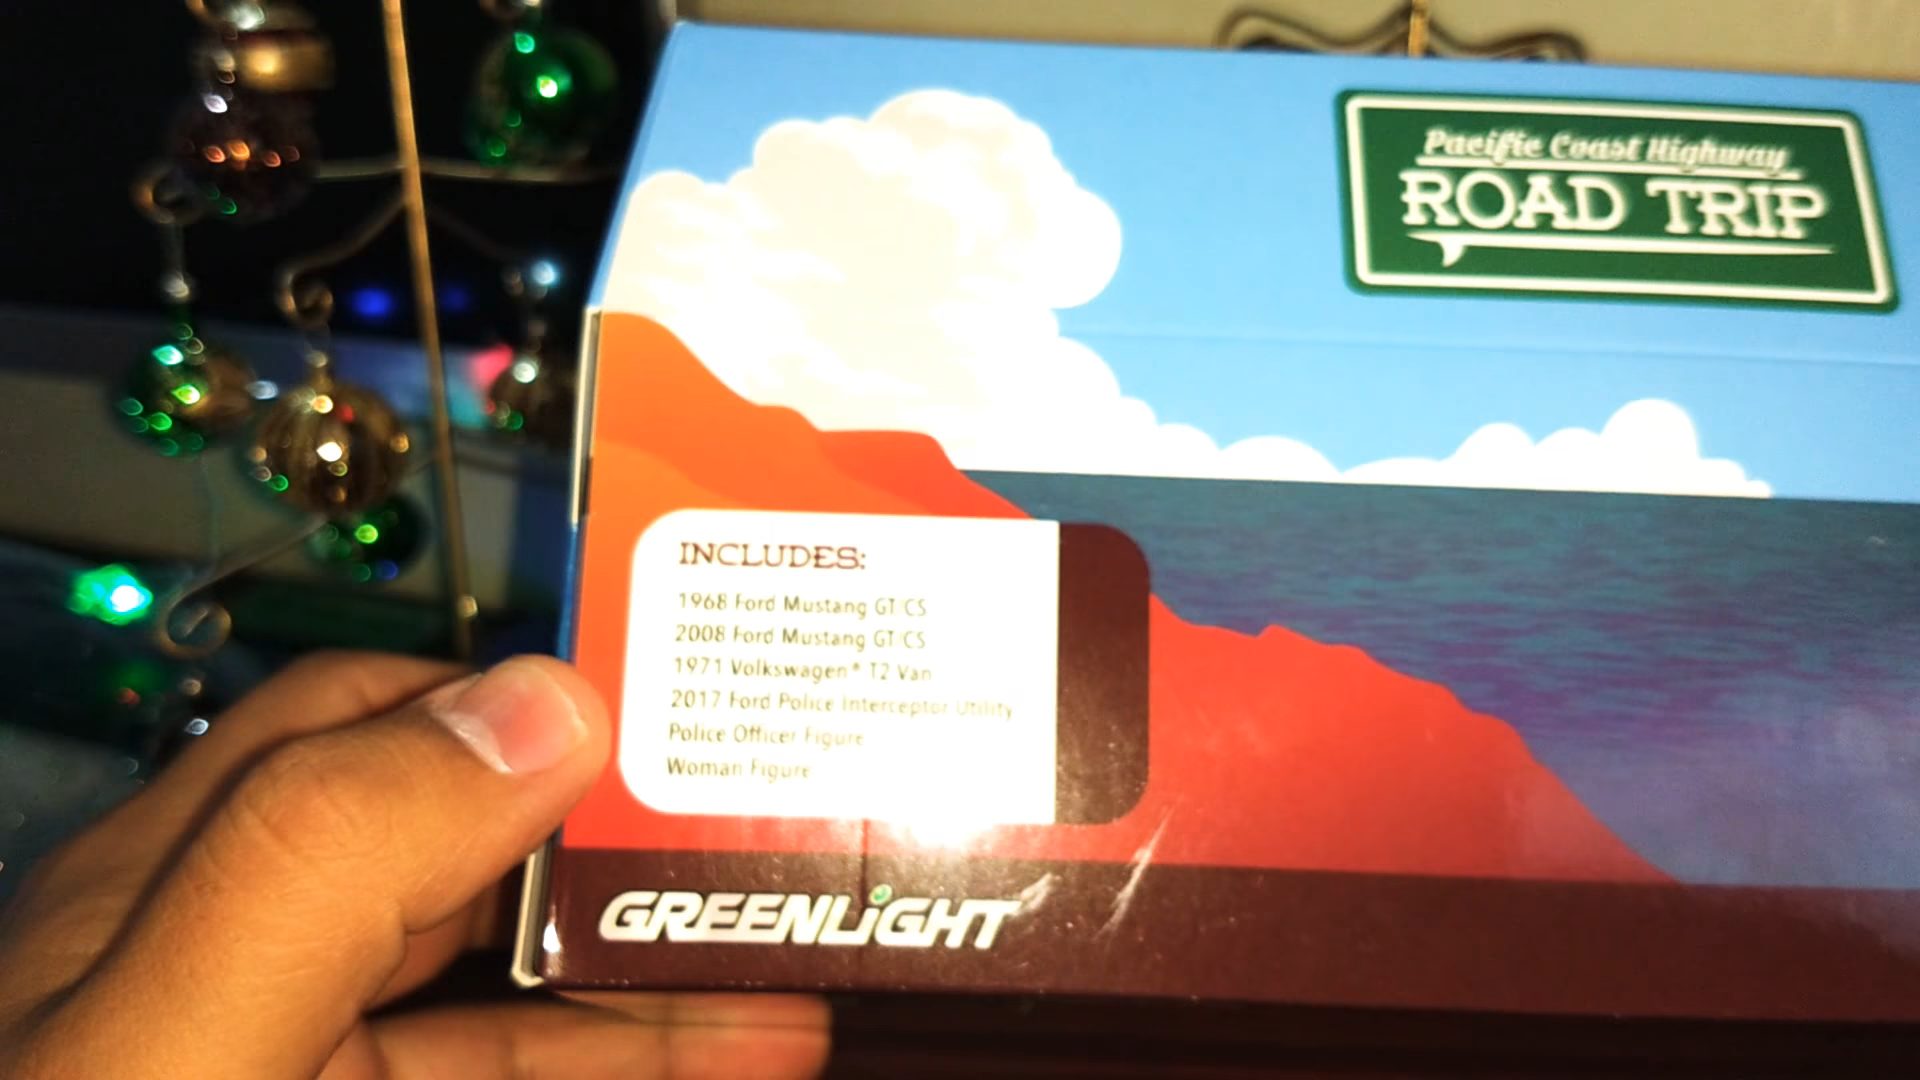 Pacific Coast Highway
ROAD TRIP
INCLUDES:
1968 Ford Mustang GT/CS
2008 Ford Mustang GT/CS
1971 Volkswagen® T2 Van
2017 Ford Police Interceptor Utility
Police Officer Figure
Woman Figure
GREENLiGHT